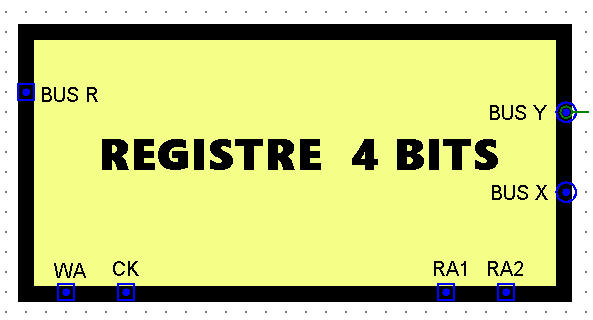 BUS R
BUS Y
REGISTRE 4 BITS
BUS X
WA CK RA1 RA2